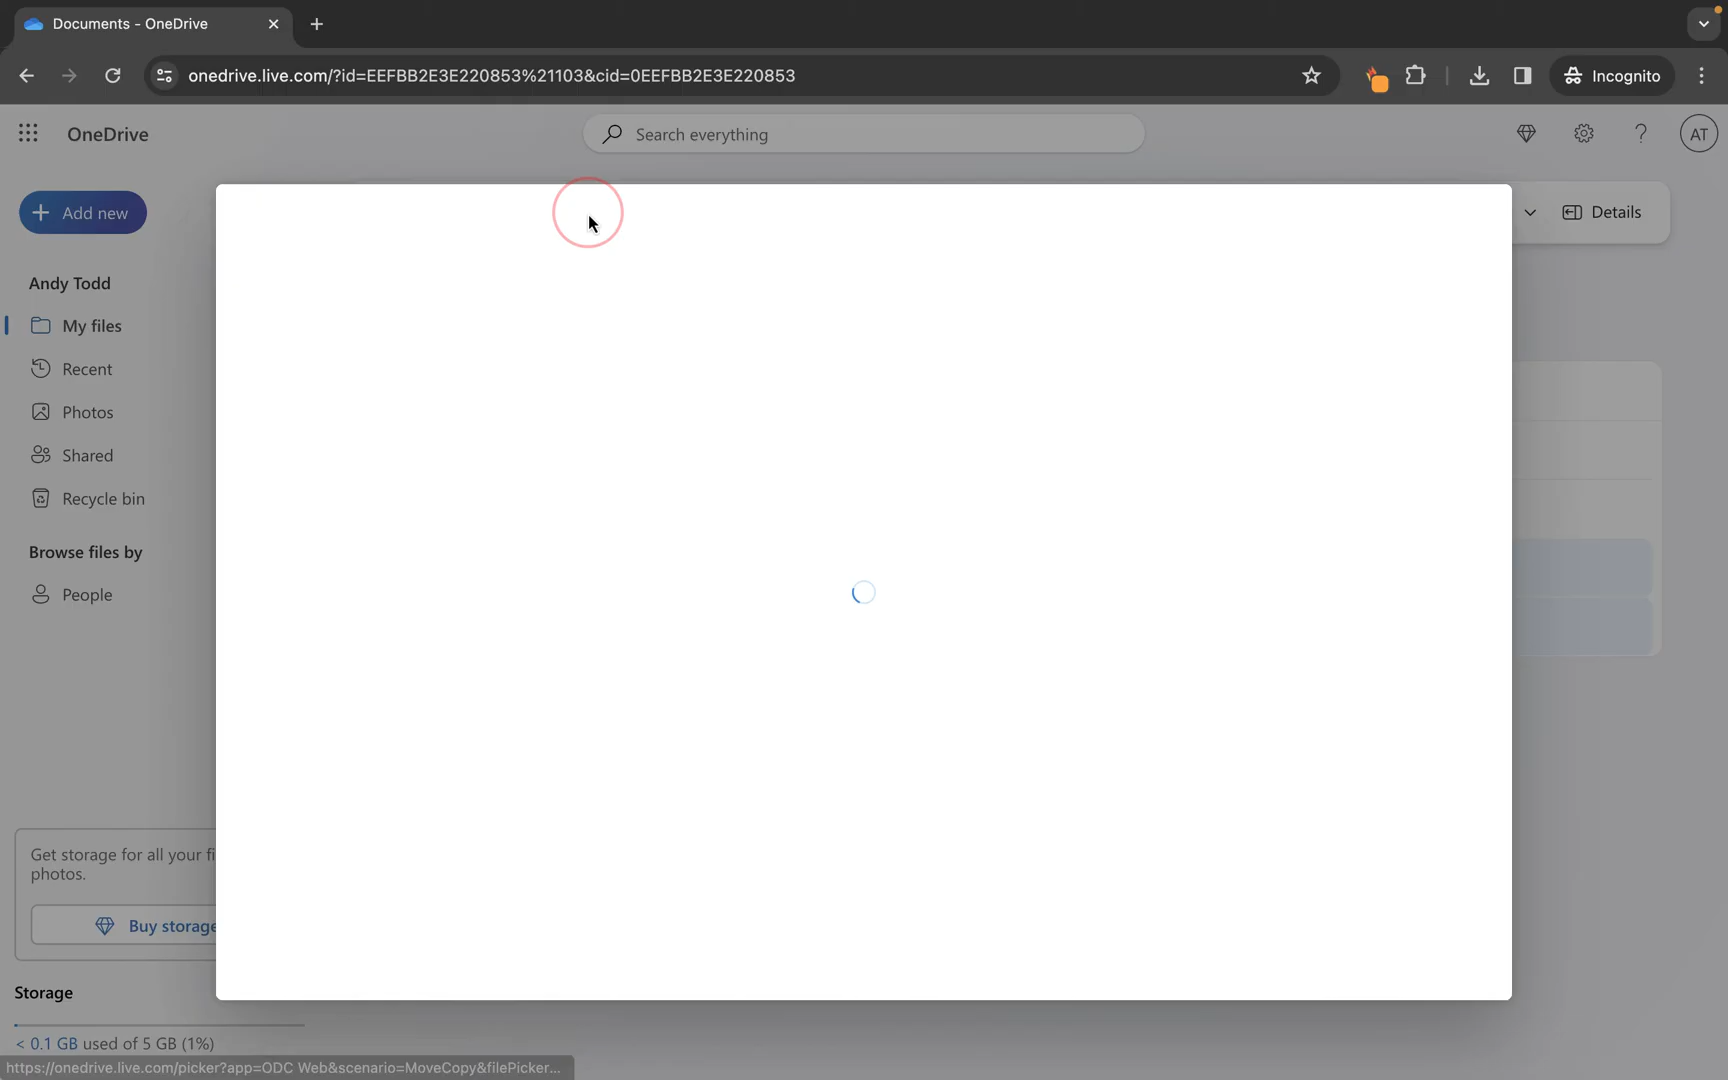 Documents - OneDrive
onedrive.live.com/?id=EEFBB2E3E220853%21103&cid=0EEFBB2E3E220853
Incognito
OneDrive
Search everything
AT
Add new
Details
Andy Todd
My files
Recent
Photos
Shared
Recycle bin
Browse files by
People
Get storage for all your fi
photos.
Buy storage
Storage
< 0.1 GB used of 5 GB (1%)
https://onedrive.live.com/picker?app=ODC Web&scenario=MoveCopy&filePicker...